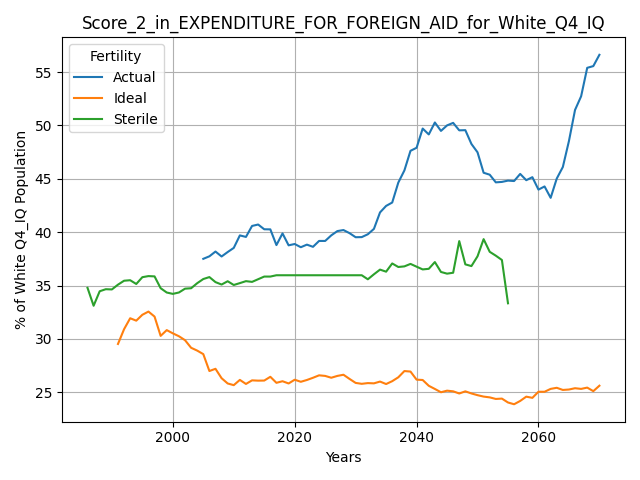 Score_2_in_EXPENDITURE_FOR_FOREIGN_AID_for_White_Q4_IQ
Fertility
Actual
Ideal
Sterile
% of White Q4_IQ Population
55
50
45
40
35
30
25
2000
2020
2040
2060
Years